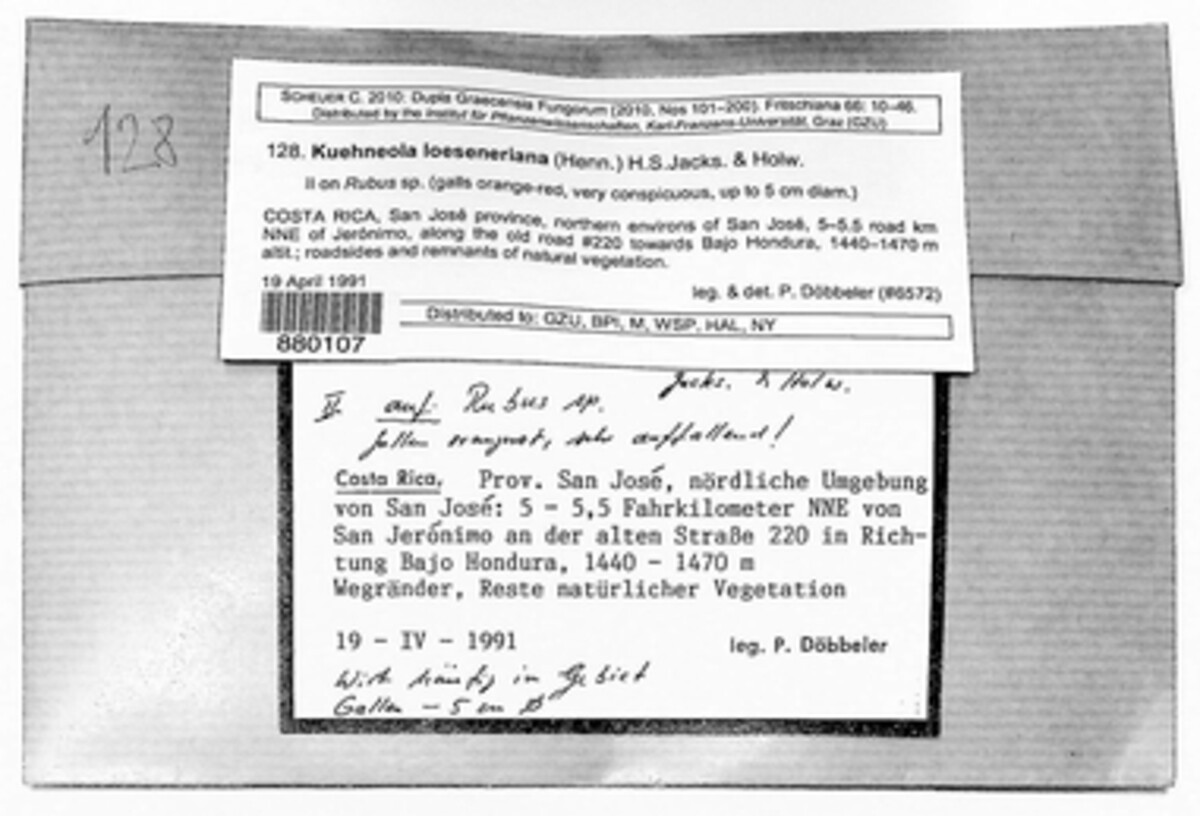 128
SCHEUER C. 2010: Dupla Graecensia Fungorum (2010, Nos 101–200). Fritschiana 66: 10–46.
Distributed by the Institut für Pflanzenwissenschaften, Karl-Franzens-Universität, Graz (GZU)
128. Kuehneola loeseneriana (Henn.) H.S.Jacks. & Holw.
II on Rubus sp. (galls orange-red, very conspicuous, up to 5 cm diam.)
COSTA RICA, San José province, northern environs of San José, 5–5.5 road km
NNE of Jerónimo, along the old road #220 towards Bajo Hondura, 1440–1470 m
altit.; roadsides and remnants of natural vegetation.
19 April 1991
leg. & det. P. Döbbeler (#6572)
Distributed to: GZU, BPI, M, WSP, HAL, NY
880107
Jacks. & Holw.
II auf Rubus sp.
Gallen orangerot, sehr auffallend!
Costa Rica, Prov. San José, nördliche Umgebung
von San José: 5 - 5,5 Fahrkilometer NNE von
San Jerónimo an der alten Straße 220 in Rich-
tung Bajo Hondura, 1440 - 1470 m
Wegränder, Reste natürlicher Vegetation
19 - IV - 1991
leg. P. Döbbeler
Wirt häufig im Gebiet
Gallen - 5 cm Ø